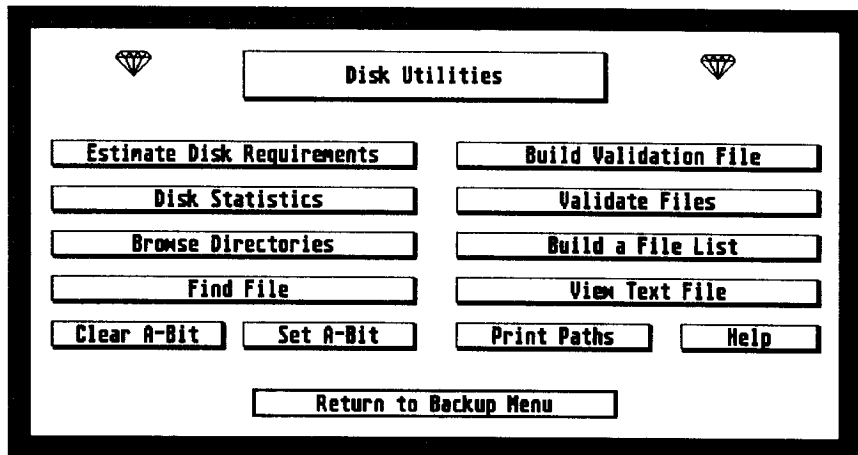 Disk Utilities
Estimate Disk Requirements
Build Validation File
Disk Statistics
Validate Files
Browse Directories
Build a File List
Find File
View Text File
Clear A-Bit
Set A-Bit
Print Paths
Help
Return to Backup Menu